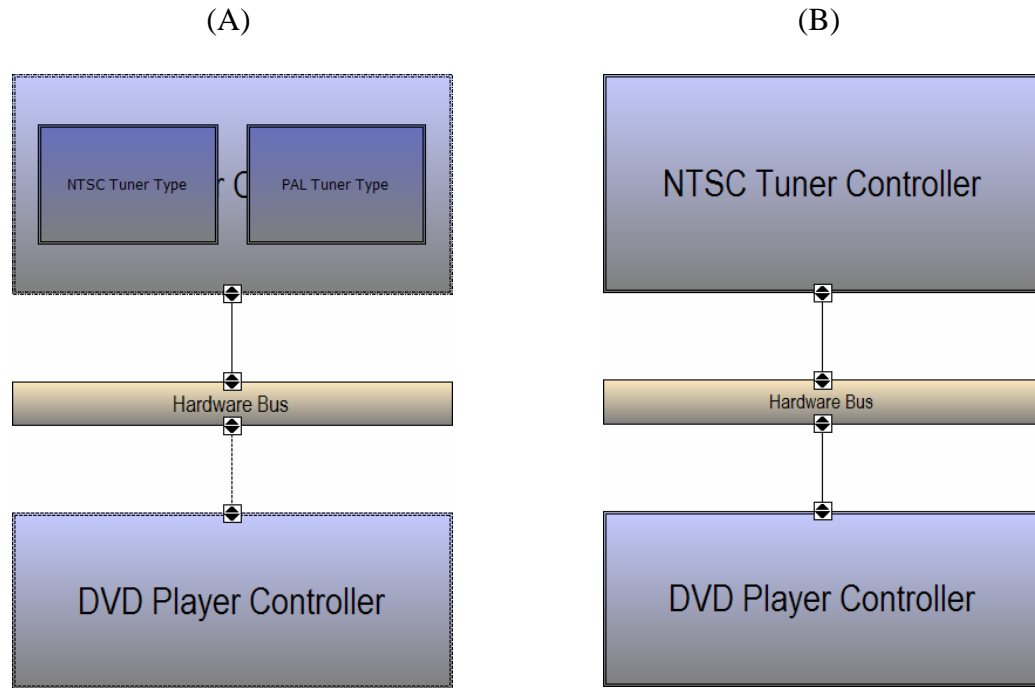 (A)
(B)
NTSC Tuner Type
PAL Tuner Type
Hardware Bus
DVD Player Controller
NTSC Tuner Controller
Hardware Bus
DVD Player Controller